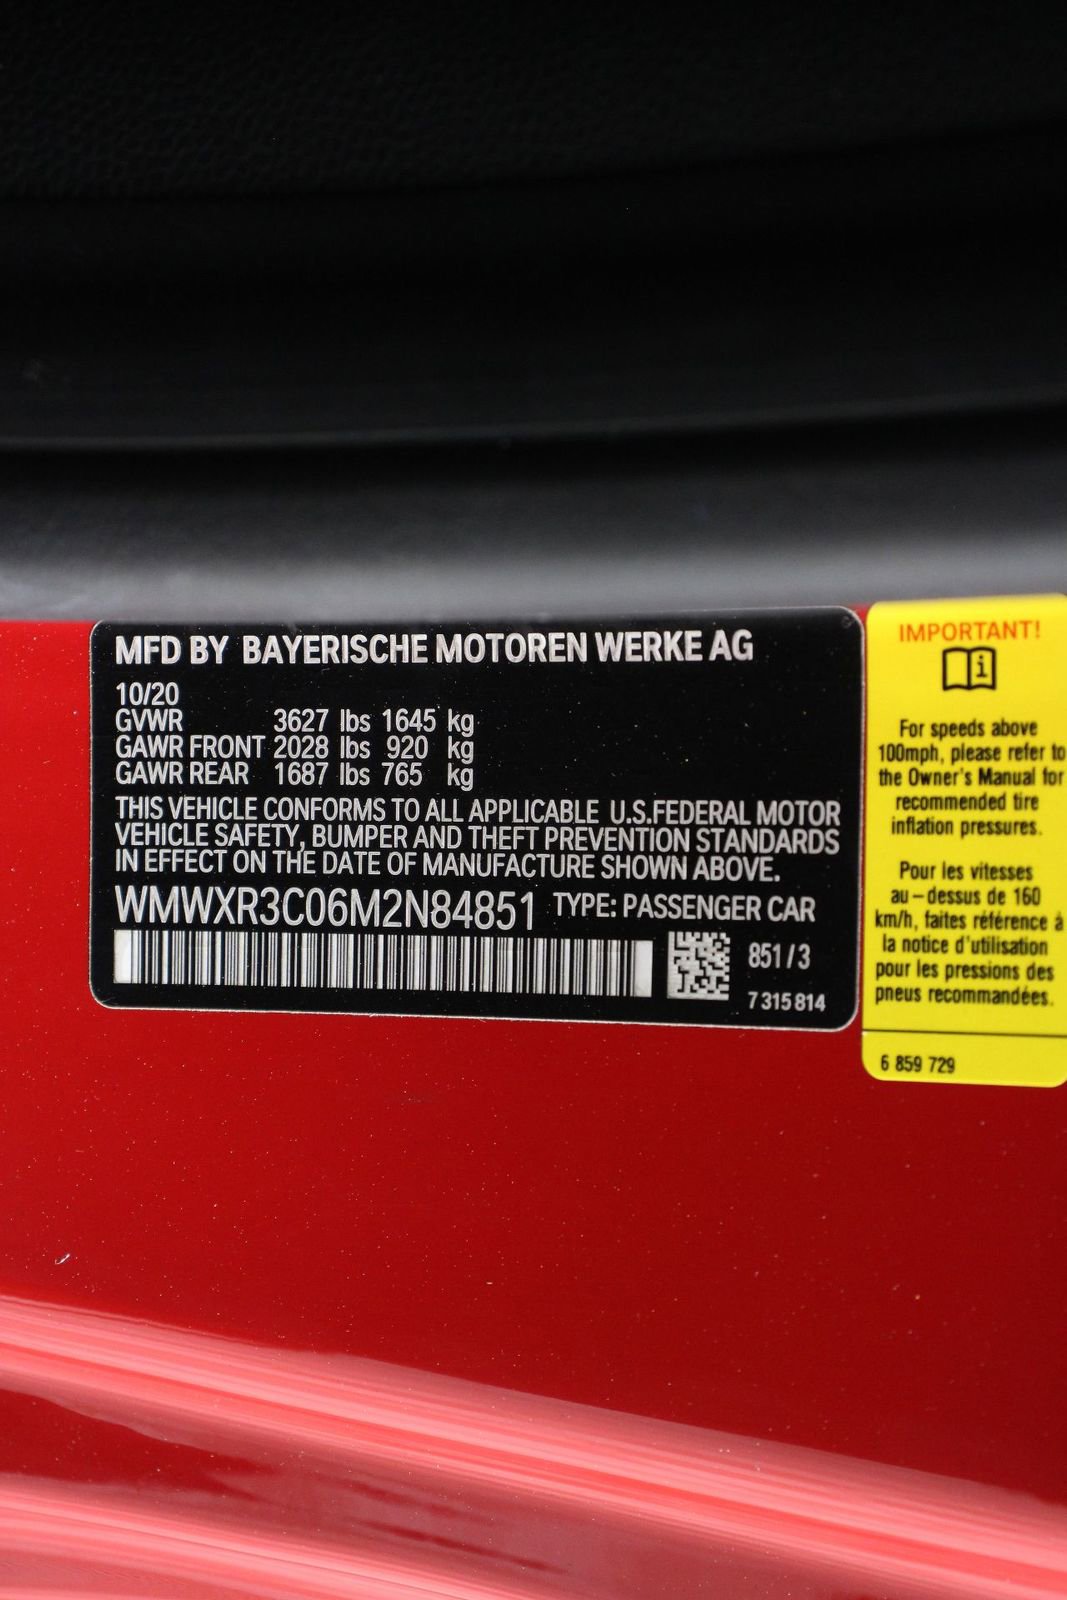 MFD BY BAYERISCHE MOTOREN WERKE AG
10/20
GVWR 3627 lbs 1645 kg
GAWR FRONT 2028 lbs 920 kg
GAWR REAR 1687 lbs 765 kg
THIS VEHICLE CONFORMS TO ALL APPLICABLE U.S.FEDERAL MOTOR
VEHICLE SAFETY, BUMPER AND THEFT PREVENTION STANDARDS
IN EFFECT ON THE DATE OF MANUFACTURE SHOWN ABOVE.
WMWXR3C06M2N84851 TYPE: PASSENGER CAR
851/3
7 315 814
IMPORTANT!
i
For speeds above
100mph, please refer to
the Owner's Manual for
recommended tire
inflation pressures.
Pour les vitesses
au-dessus de 160
km/h, faites référence à
la notice d'utilisation
pour les pressions des
pneus recommandées.
6 859 729